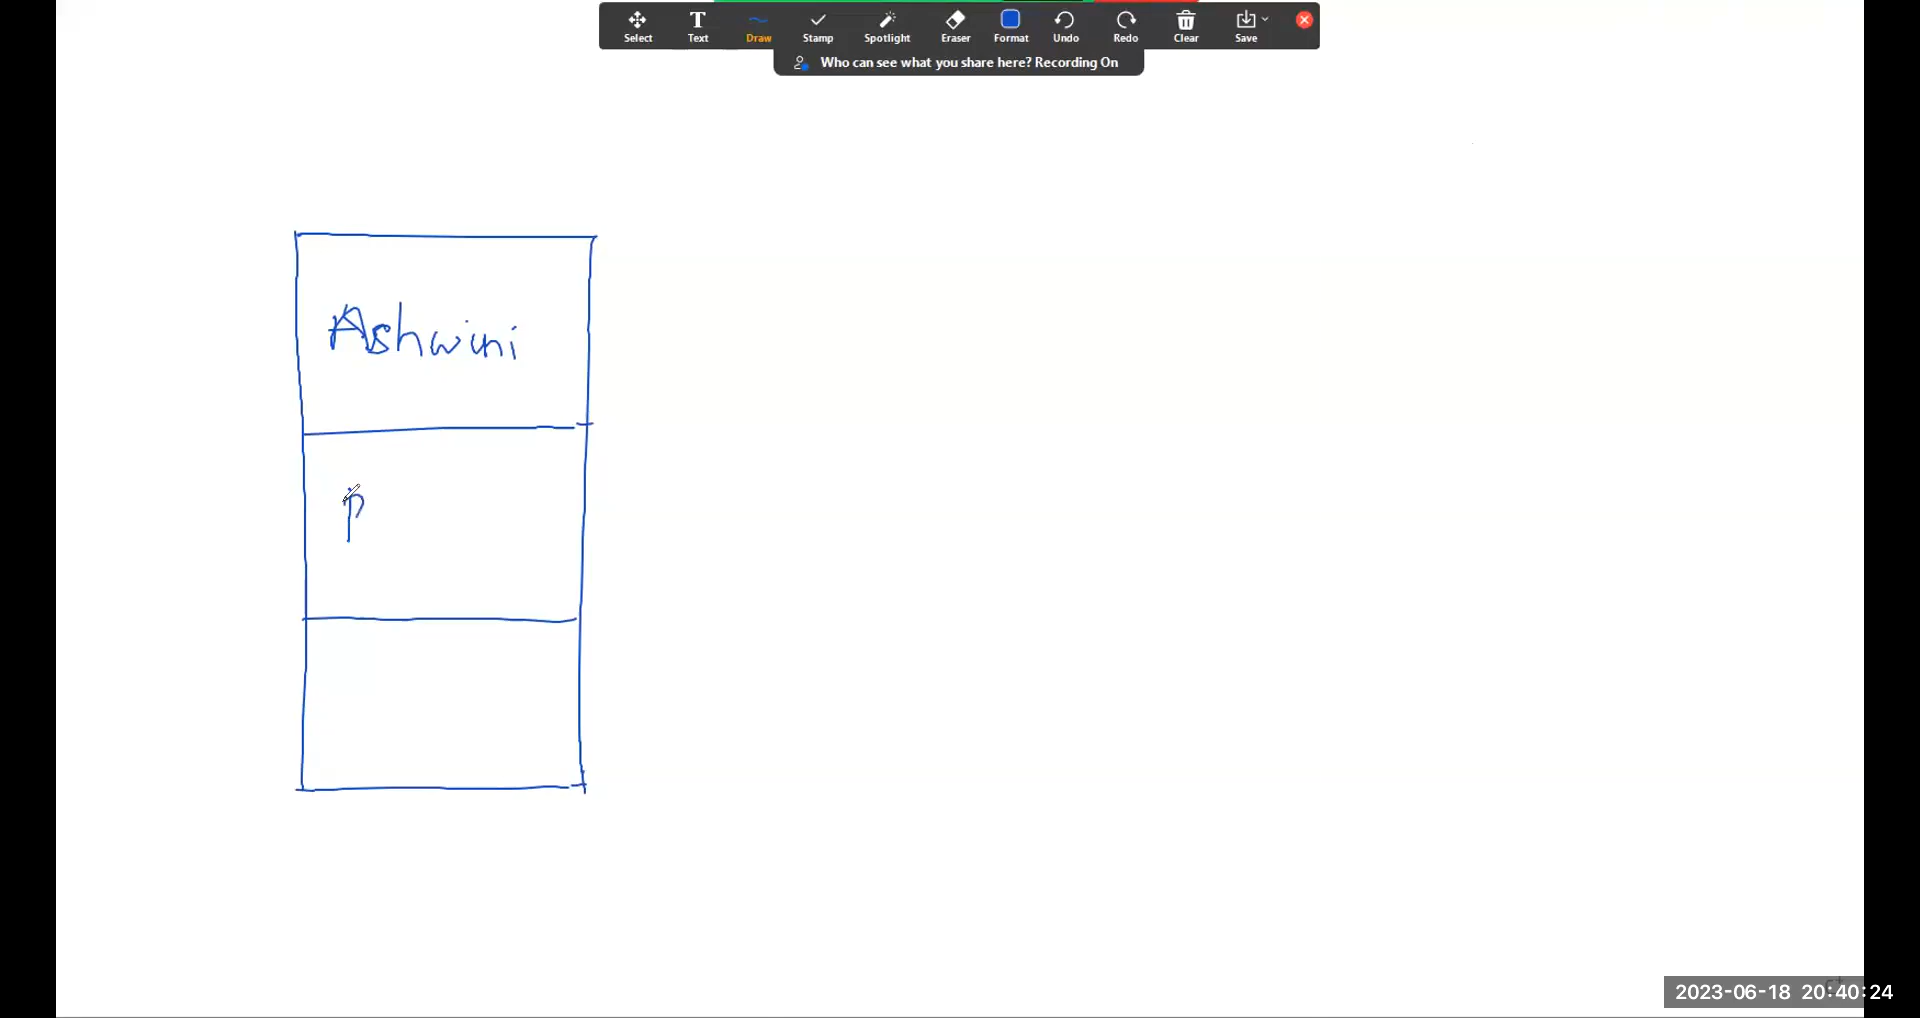 Select Text Draw Stamp Spotlight Eraser Format Undo Redo Clear Save
Who can see what you share here? Recording On
Ashwini
P
2023-06-18 20:40:24